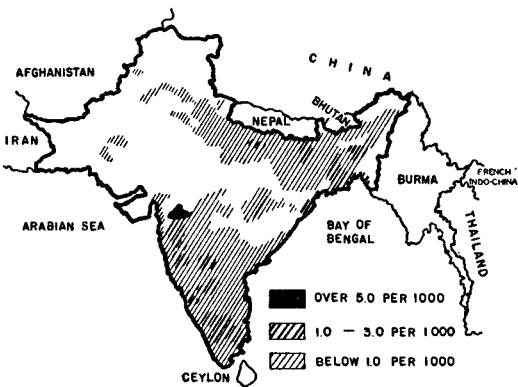 CHINA
AFGHANISTAN
NEPAL
BHUTAN
IRAN
BURMA
FRENCH
INDO-CHINA
ARABIAN SEA
BAY OF
BENGAL
THAILAND
OVER 5.0 PER 1000
1.0 – 3.0 PER 1000
BELOW 1.0 PER 1000
CEYLON